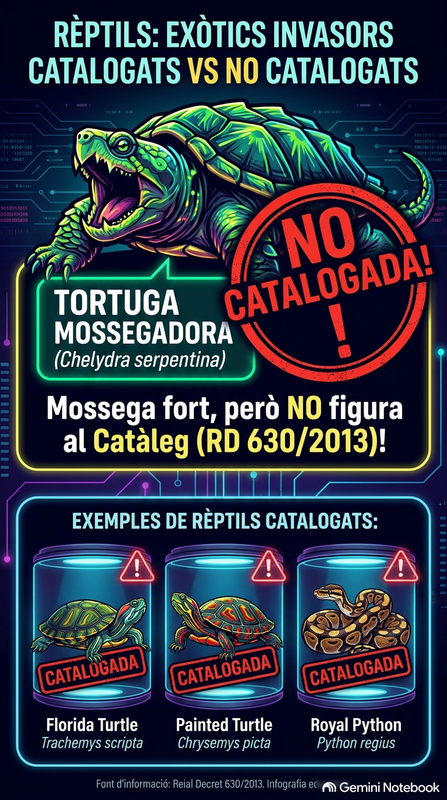 RÈPTILS: EXÒTICS INVASORS
CATALOGATS VS NO CATALOGATS
NO
CATALOGADA!
!
TORTUGA
MOSSEGADORA
(Chelydra serpentina)
Mossega fort, però NO figura
al Catàleg (RD 630/2013)!
EXEMPLES DE RÈPTILS CATALOGATS:
CATALOGADA
CATALOGADA
CATALOGADA
Florida Turtle
Trachemys scripta
Painted Turtle
Chrysemys picta
Royal Python
Python regius
Font d'informació: Reial Decret 630/2013. Infografia
Gemini Notebook